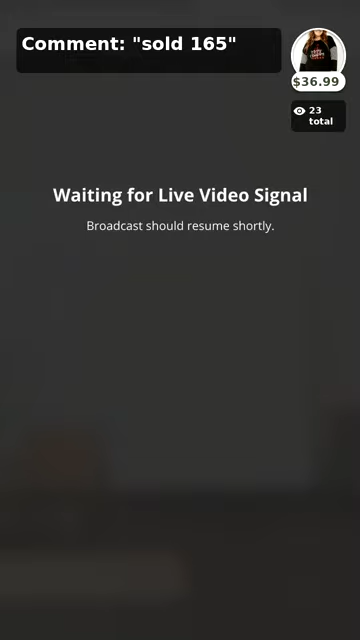 Comment: "sold 165"
$36.99
23
total
Waiting for Live Video Signal
Broadcast should resume shortly.